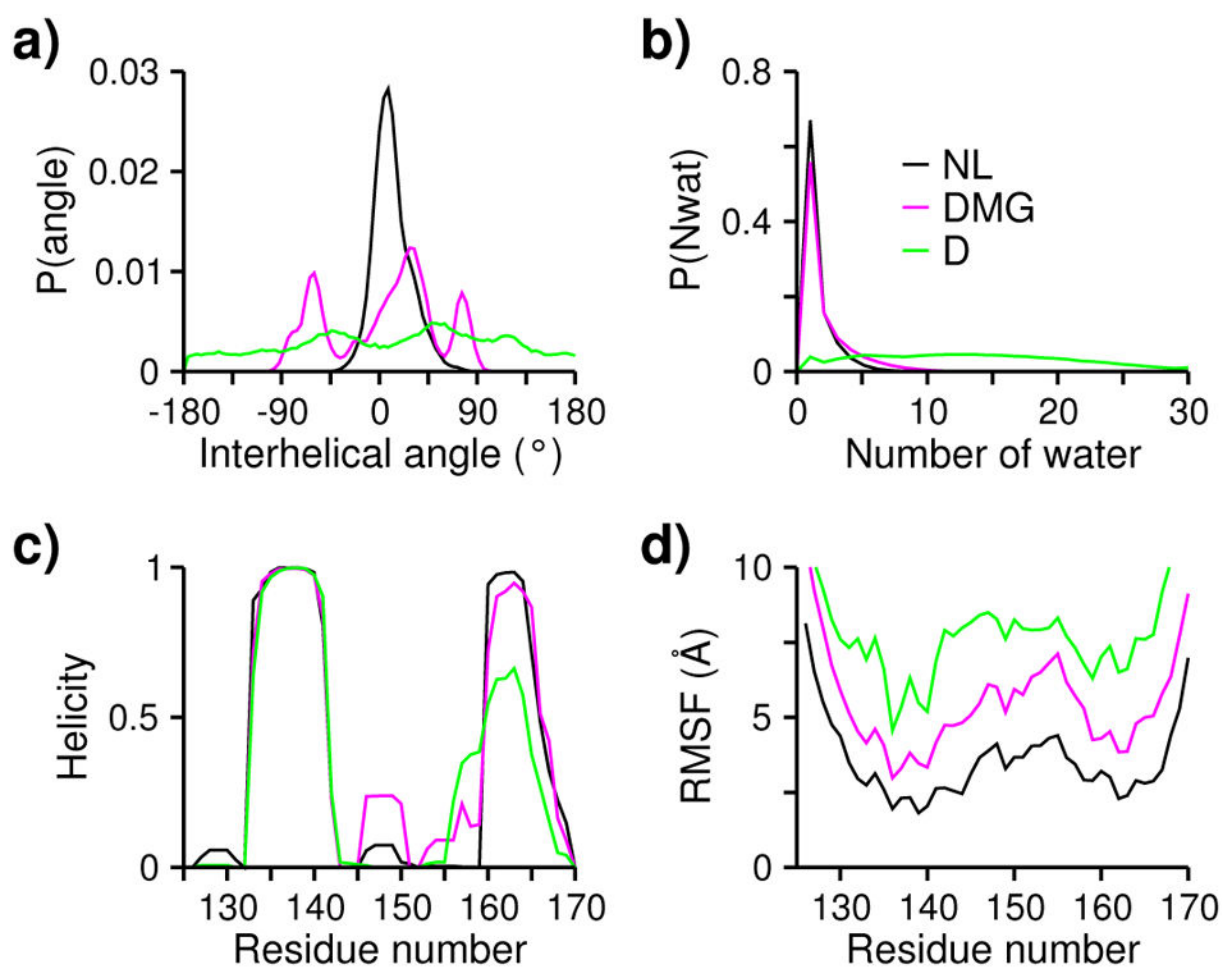 a)
0.03
0.02
0.01
0
P(angle)
-180 -90 0 90 180
Interhelical angle (°)
b)
0.8
0.4
0
P(Nwat)
NL
DMG
D
0 10 20 30
Number of water
c)
1
0.5
0
Helicity
130 140 150 160 170
Residue number
d)
10
5
0
RMSF (Å)
130 140 150 160 170
Residue number